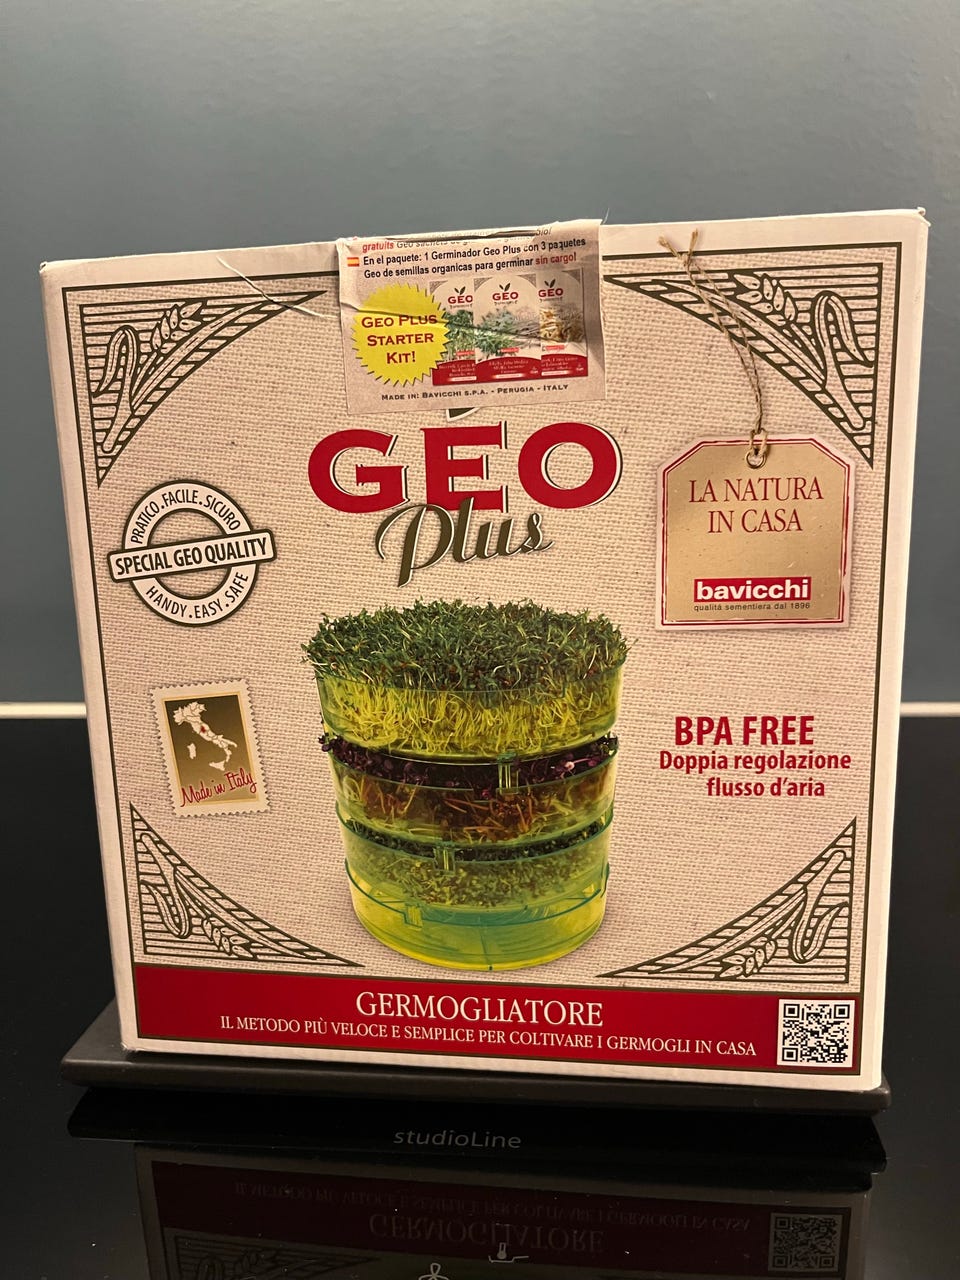 gratuits Geo sachets de
En el paquete: 1 Germinador Geo Plus con 3 paquetes
Geo de semillas organicas para germinar sin cargo!
GEO PLUS
STARTER
KIT!
GEO
GEO
GEO
MADE IN: BAVICCHI S.P.A. - PERUGIA - ITALY
GEO
Plus
PRATICO.FACILE.SICURO
SPECIAL GEO QUALITY
HANDY.EASY.SAFE
LA NATURA
IN CASA
bavicchi
qualità sementiera dal 1896
Made in Italy
BPA FREE
Doppia regolazione
flusso d'aria
GERMOGLIATORE
IL METODO PIÙ VELOCE E SEMPLICE PER COLTIVARE I GERMOGLI IN CASA
studioLine